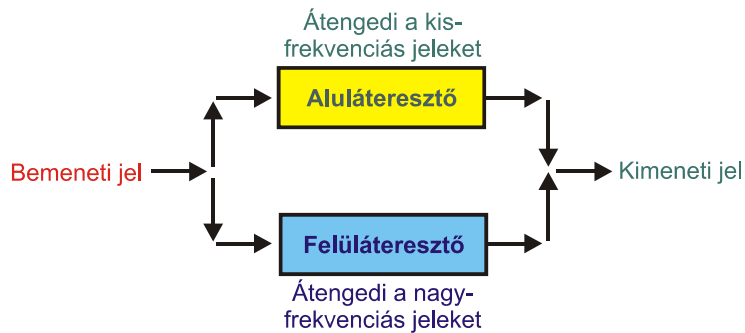 Átengedi a kis-
frekvenciás jeleket
Aluláteresztő
Bemeneti jel
Kimeneti jel
Felüláteresztő
Átengedi a nagy-
frekvenciás jeleket